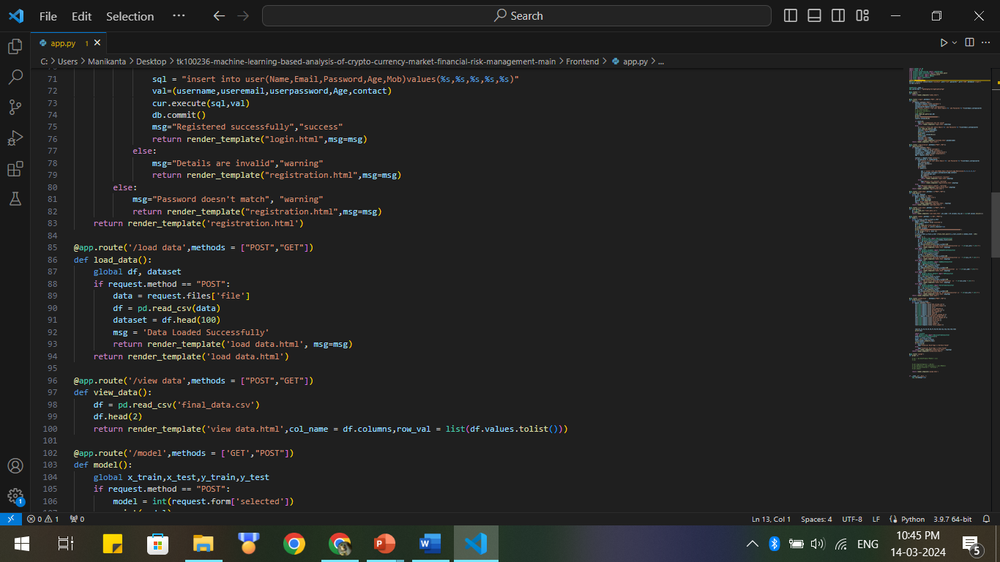 File Edit Selection ··· Search
app.py 1
C: > Users > Manikanta > Desktop > tk100236-machine-learning-based-analysis-of-crypto-currency-market-financial-risk-management-main > Frontend > app.py > ...
71 sql = "insert into user(Name,Email,Password,Age,Mob)values(%s,%s,%s,%s,%s)"
72 val=(username,useremail,userpassword,Age,contact)
73 cur.execute(sql,val)
74 db.commit()
75 msg="Registered successfully","success"
76 return render_template("login.html",msg=msg)
77 else:
78 msg="Details are invalid","warning"
79 return render_template("registration.html",msg=msg)
80 else:
81 msg="Password doesn't match", "warning"
82 return render_template("registration.html",msg=msg)
83 return render_template('registration.html')
84
85 @app.route('/load data',methods = ["POST","GET"])
86 def load_data():
87 global df, dataset
88 if request.method == "POST":
89 data = request.files['file']
90 df = pd.read_csv(data)
91 dataset = df.head(100)
92 msg = 'Data Loaded Successfully'
93 return render_template('load data.html', msg=msg)
94 return render_template('load data.html')
95
96 @app.route('/view data',methods = ["POST","GET"])
97 def view_data():
98 df = pd.read_csv('final_data.csv')
99 df.head(2)
100 return render_template('view data.html',col_name = df.columns,row_val = list(df.values.tolist()))
101
102 @app.route('/model',methods = ['GET',"POST"])
103 def model():
104 global x_train,x_test,y_train,y_test
105 if request.method == "POST":
106 model = int(request.form['selected'])
1
0 1 0 Ln 13, Col 1 Spaces: 4 UTF-8 LF Python 3.9.7 64-bit
ENG 10:45 PM
14-03-2024
5